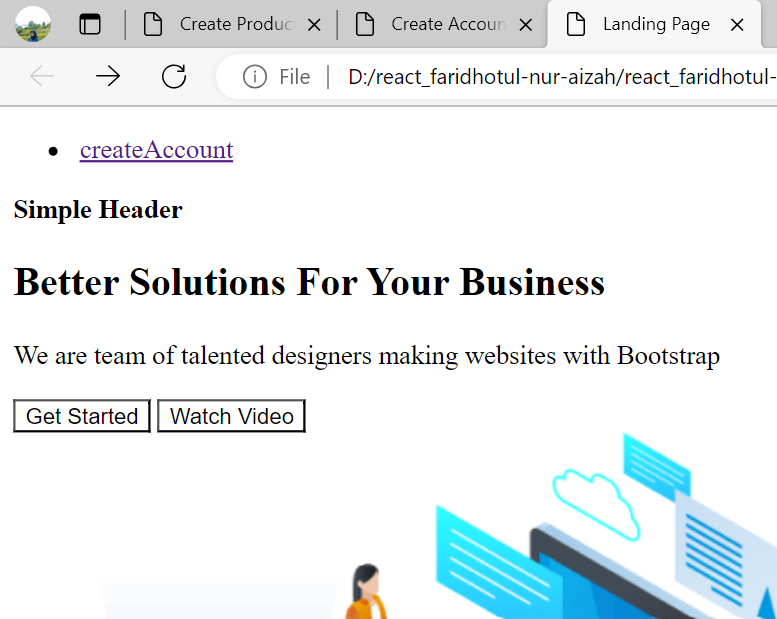 Create Produc
Create Accoun
Landing Page
File
D:/react_faridhotul-nur-aizah/react_faridhotul-
createAccount
Simple Header
Better Solutions For Your Business
We are team of talented designers making websites with Bootstrap
Get Started Watch Video